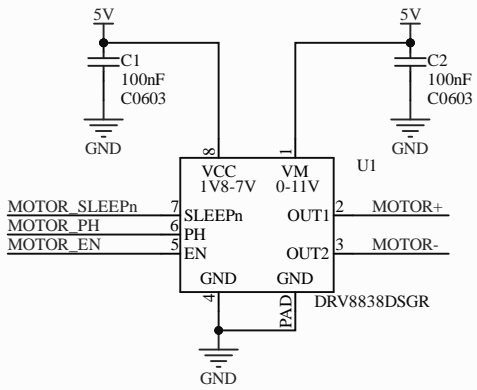 5V
5V
C1
100nF
C0603
C2
100nF
C0603
GND
GND
8
1
U1
VCC
1V8-7V
VM
0-11V
MOTOR_SLEEPn
7
SLEEPn
OUT1
2
MOTOR+
MOTOR_PH
6
PH
MOTOR_EN
5
EN
OUT2
3
MOTOR-
GND
GND
4
PAD
DRV8838DSGR
GND